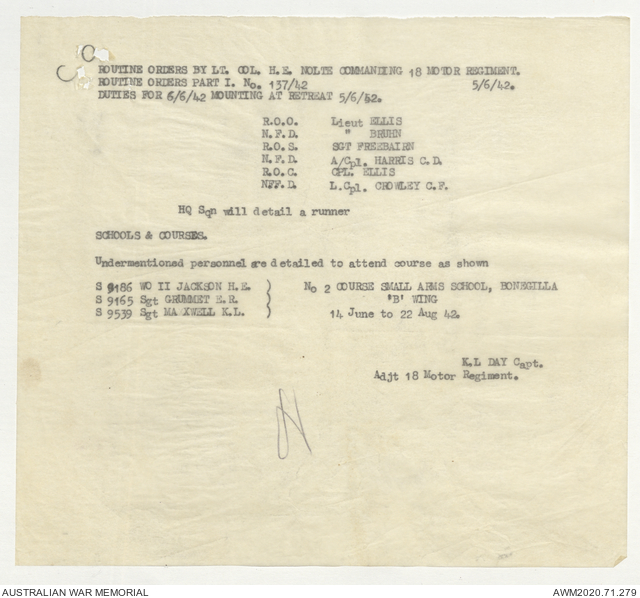 ROUTINE ORDERS BY LT. COL. H.E. NOLTE COMMANDING 18 MOTOR REGIMENT.
ROUTINE ORDERS PART I. No. 137/42 5/6/42.
DUTIES FOR 6/6/42 MOUNTING AT RETREAT 5/6/42.
R.O.O. Lieut ELLIS
N.F.D. " BRUHN
R.O.S. SGT FREEBAIRN
N.F.D. A/Cpl. HARRIS C.D.
R.O.C. CPL. ELLIS
NFF.D. L.Cpl. CROWLEY C.F.
HQ Sqn will detail a runner
SCHOOLS & COURSES.
Undermentioned personnel are detailed to attend course as shown
S 9186 WO II JACKSON H.E. ) No 2 COURSE SMALL ARMS SCHOOL, BONEGILLA
S 9165 Sgt GRUMMET E.R. ) 'B' WING
S 9539 Sgt MA XWELL K.L. ) 14 June to 22 Aug 42.
K.L DAY Capt.
Adjt 18 Motor Regiment.
AUSTRALIAN WAR MEMORIAL AWM2020.71.279